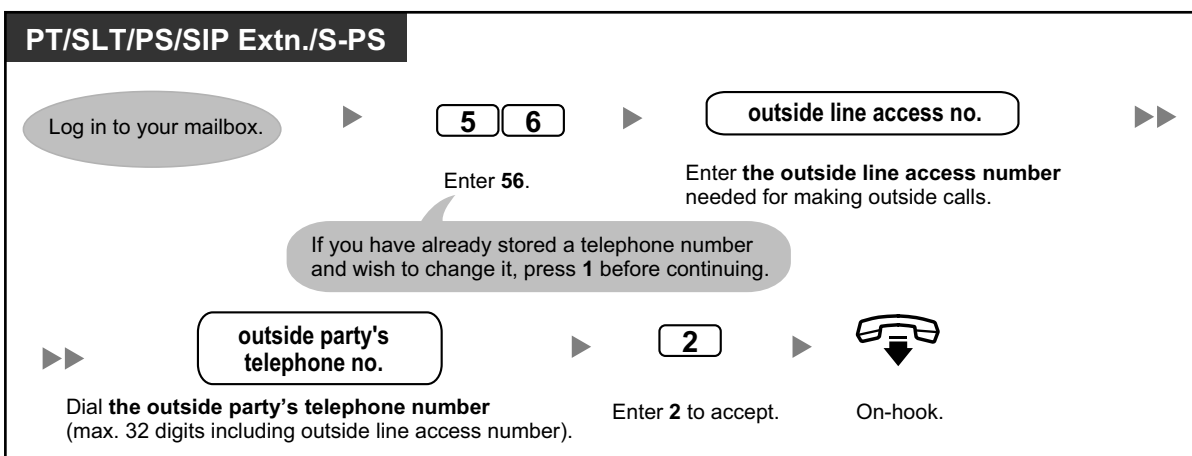 PT/SLT/PS/SIP Extn./S-PS
Log in to your mailbox.
5 6
Enter 56.
If you have already stored a telephone number
and wish to change it, press 1 before continuing.
outside line access no.
Enter the outside line access number
needed for making outside calls.
outside party's
telephone no.
Dial the outside party’s telephone number
(max. 32 digits including outside line access number).
2
Enter 2 to accept.
On-hook.